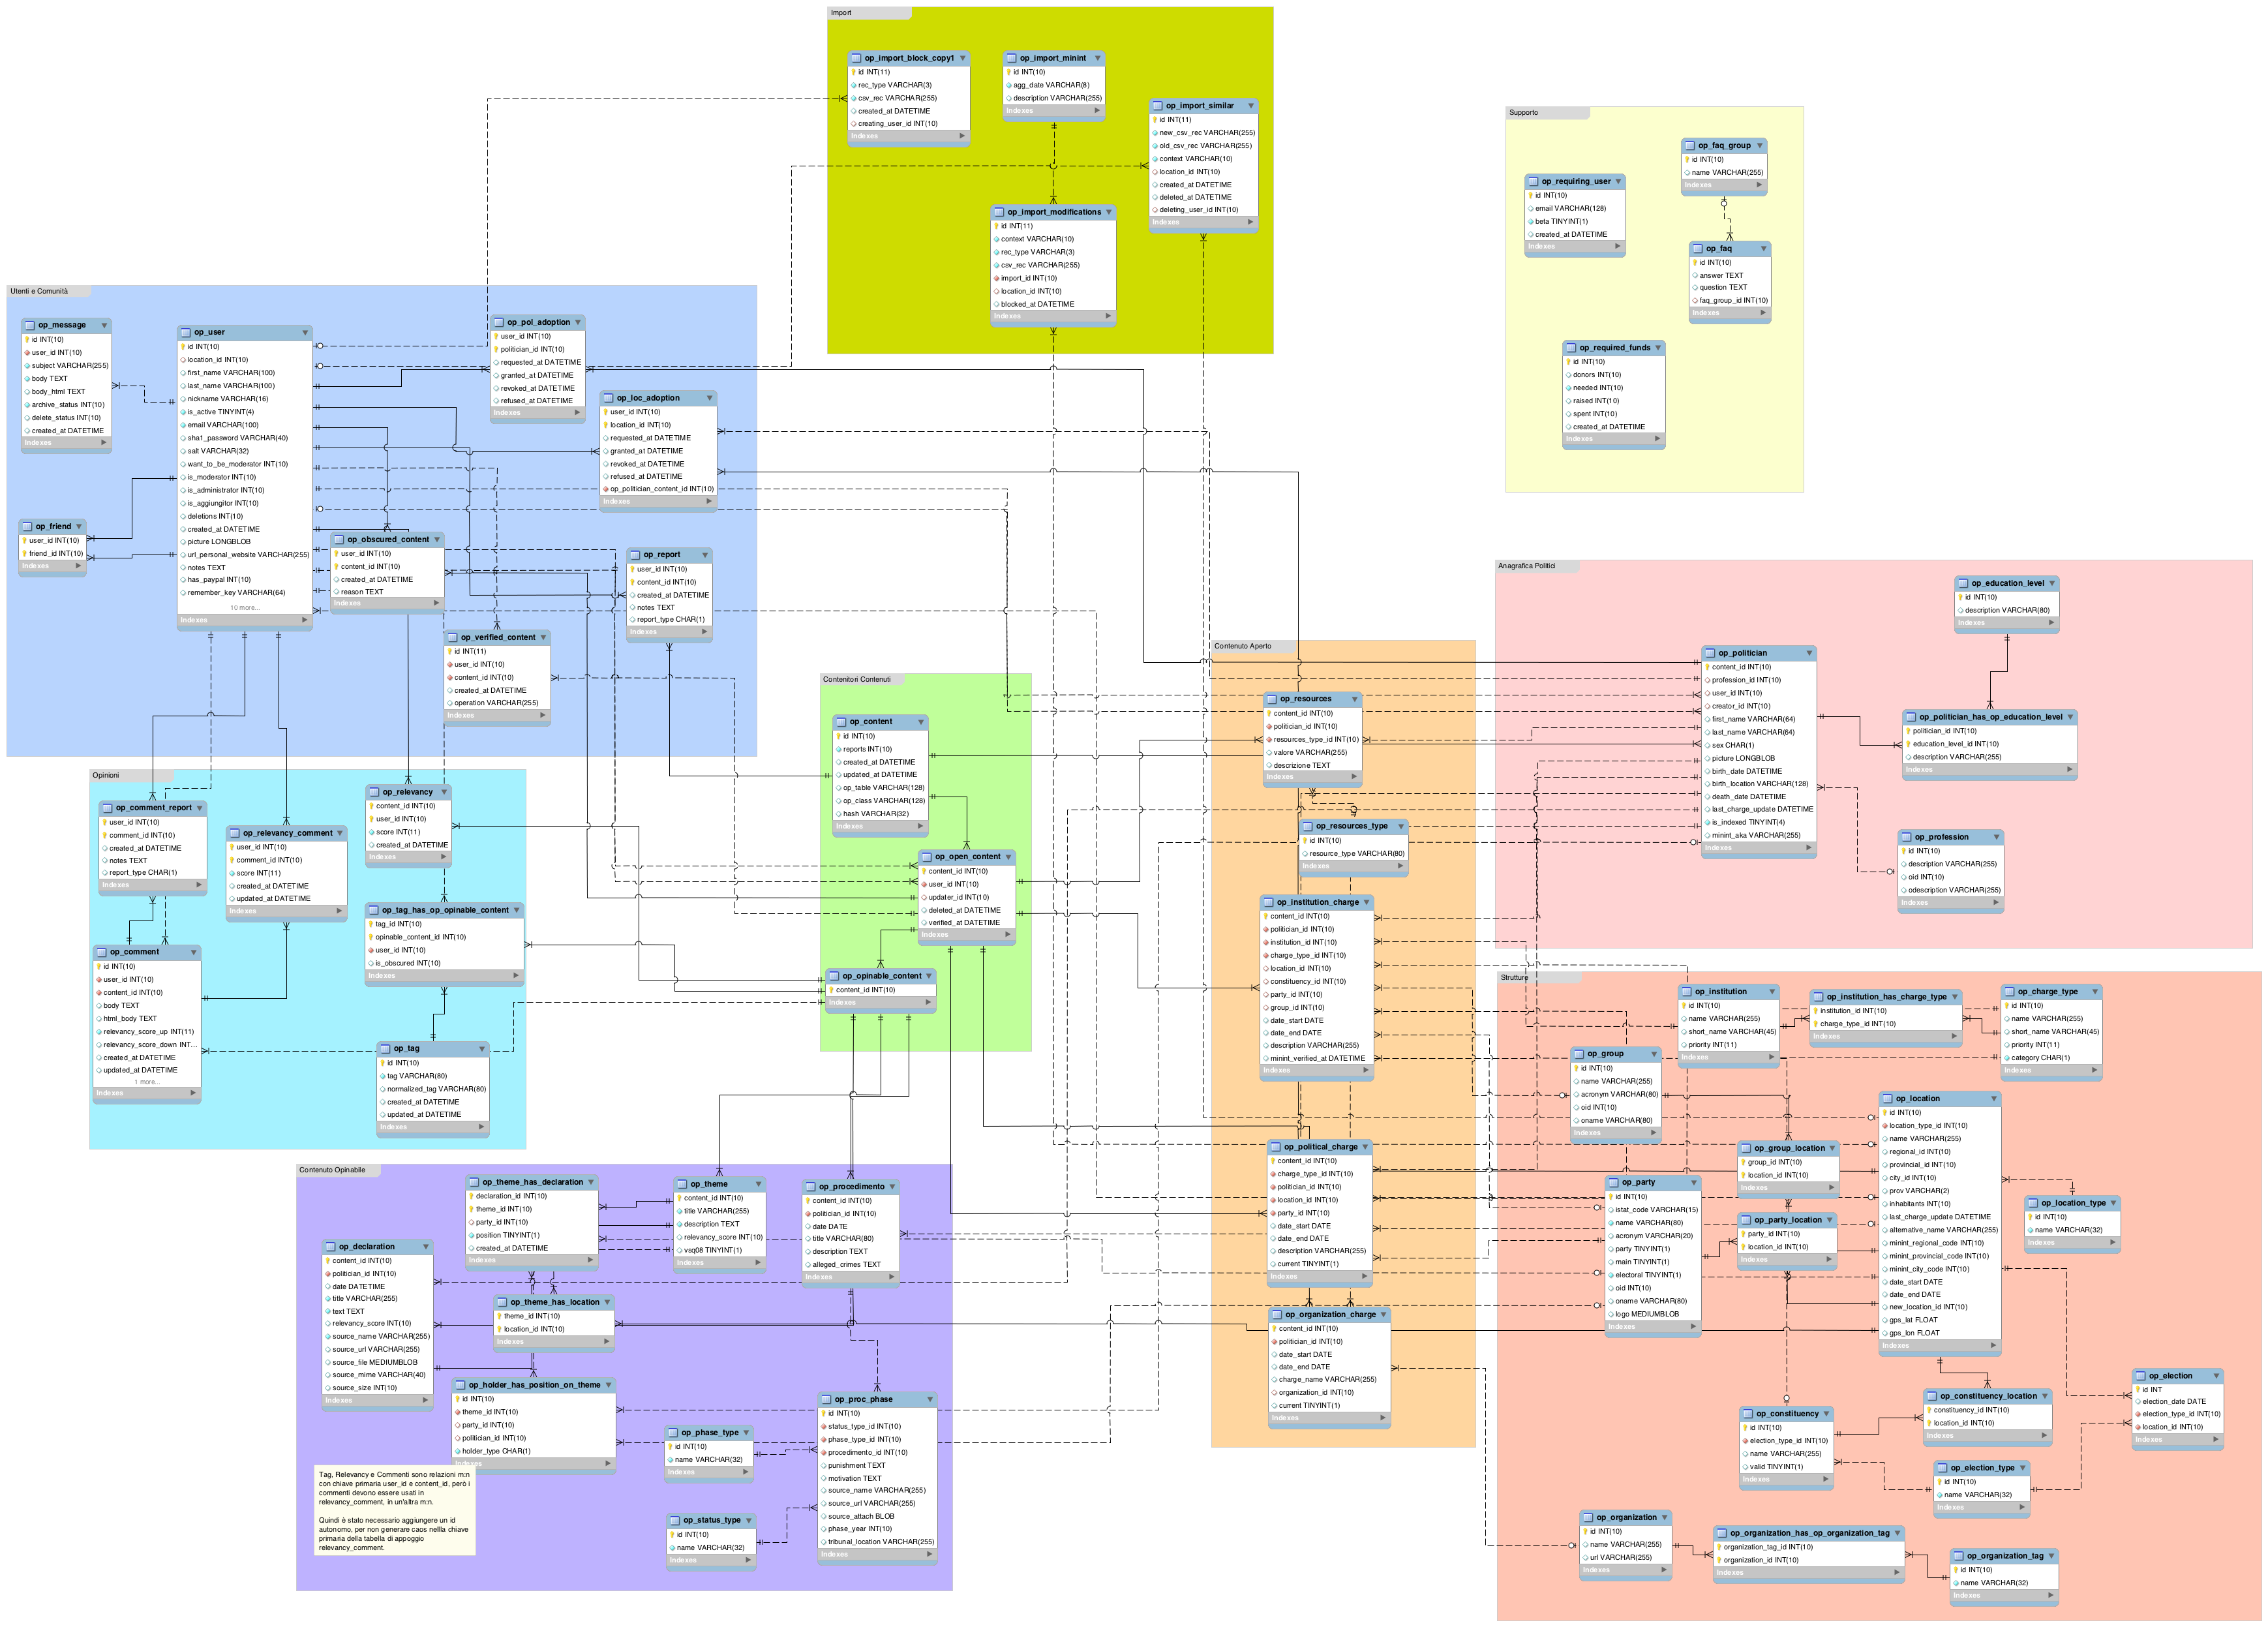 Import
op_import_block_copy1
id INT(11)
rec_type VARCHAR(3)
csv_rec VARCHAR(255)
created_at DATETIME
creating_user_id INT(10)
Indexes
op_import_minint
id INT(10)
agg_date VARCHAR(8)
description VARCHAR(255)
Indexes
op_import_similar
id INT(11)
new_csv_rec VARCHAR(255)
old_csv_rec VARCHAR(255)
context VARCHAR(10)
location_id INT(10)
created_at DATETIME
deleted_at DATETIME
deleting_user_id INT(10)
Indexes
op_import_modifications
id INT(11)
context VARCHAR(10)
rec_type VARCHAR(3)
csv_rec VARCHAR(255)
import_id INT(10)
location_id INT(10)
blocked_at DATETIME
Indexes
Supporto
op_faq_group
id INT(10)
name VARCHAR(255)
Indexes
op_requiring_user
id INT(10)
email VARCHAR(128)
beta TINYINT(1)
created_at DATETIME
Indexes
op_faq
id INT(10)
answer TEXT
question TEXT
faq_group_id INT(10)
Indexes
op_required_funds
id INT(10)
donors INT(10)
needed INT(10)
raised INT(10)
spent INT(10)
created_at DATETIME
Indexes
Utenti e Comunità
op_message
id INT(10)
user_id INT(10)
subject VARCHAR(255)
body TEXT
body_html TEXT
archive_status INT(10)
delete_status INT(10)
created_at DATETIME
Indexes
op_user
id INT(10)
location_id INT(10)
first_name VARCHAR(100)
last_name VARCHAR(100)
nickname VARCHAR(16)
is_active TINYINT(4)
email VARCHAR(100)
sha1_password VARCHAR(40)
salt VARCHAR(32)
want_to_be_moderator INT(10)
is_moderator INT(10)
is_administrator INT(10)
is_aggiungitor INT(10)
deletions INT(10)
created_at DATETIME
picture LONGBLOB
url_personal_website VARCHAR(255)
notes TEXT
has_paypal INT(10)
remember_key VARCHAR(64)
10 more...
Indexes
op_pol_adoption
user_id INT(10)
politician_id INT(10)
requested_at DATETIME
granted_at DATETIME
revoked_at DATETIME
refused_at DATETIME
Indexes
op_loc_adoption
user_id INT(10)
location_id INT(10)
requested_at DATETIME
granted_at DATETIME
revoked_at DATETIME
refused_at DATETIME
op_politician_content_id INT(10)
Indexes
op_friend
user_id INT(10)
friend_id INT(10)
Indexes
op_obscured_content
user_id INT(10)
content_id INT(10)
created_at DATETIME
reason TEXT
Indexes
op_report
user_id INT(10)
content_id INT(10)
created_at DATETIME
notes TEXT
report_type CHAR(1)
Indexes
op_verified_content
id INT(11)
user_id INT(10)
content_id INT(10)
created_at DATETIME
operation VARCHAR(255)
Indexes
Opinioni
op_comment_report
user_id INT(10)
comment_id INT(10)
created_at DATETIME
notes TEXT
report_type CHAR(1)
Indexes
op_relevancy_comment
user_id INT(10)
comment_id INT(10)
score INT(11)
created_at DATETIME
updated_at DATETIME
Indexes
op_relevancy
content_id INT(10)
user_id INT(10)
score INT(11)
created_at DATETIME
Indexes
op_tag_has_op_opinable_content
tag_id INT(10)
opinable_content_id INT(10)
user_id INT(10)
is_obscured INT(10)
Indexes
op_comment
id INT(10)
user_id INT(10)
content_id INT(10)
body TEXT
html_body TEXT
relevancy_score_up INT(11)
relevancy_score_down INT...
created_at DATETIME
updated_at DATETIME
1 more...
Indexes
op_tag
id INT(10)
tag VARCHAR(80)
normalized_tag VARCHAR(80)
created_at DATETIME
updated_at DATETIME
Indexes
Contenitori Contenuti
op_content
id INT(10)
reports INT(10)
created_at DATETIME
updated_at DATETIME
op_table VARCHAR(128)
op_class VARCHAR(128)
hash VARCHAR(32)
Indexes
op_open_content
content_id INT(10)
user_id INT(10)
updater_id INT(10)
deleted_at DATETIME
verified_at DATETIME
Indexes
op_opinable_content
content_id INT(10)
Indexes
Contenuto Aperto
op_resources
content_id INT(10)
politician_id INT(10)
resources_type_id INT(10)
valore VARCHAR(255)
descrizione TEXT
Indexes
op_resources_type
id INT(10)
resource_type VARCHAR(80)
Indexes
op_institution_charge
content_id INT(10)
politician_id INT(10)
institution_id INT(10)
charge_type_id INT(10)
location_id INT(10)
constituency_id INT(10)
party_id INT(10)
group_id INT(10)
date_start DATE
date_end DATE
description VARCHAR(255)
minint_verified_at DATETIME
Indexes
op_political_charge
content_id INT(10)
charge_type_id INT(10)
politician_id INT(10)
location_id INT(10)
party_id INT(10)
date_start DATE
date_end DATE
description VARCHAR(255)
current TINYINT(1)
Indexes
op_organization_charge
content_id INT(10)
politician_id INT(10)
date_start DATE
date_end DATE
charge_name VARCHAR(255)
organization_id INT(10)
current TINYINT(1)
Indexes
Anagrafica Politici
op_education_level
id INT(10)
description VARCHAR(80)
Indexes
op_politician
content_id INT(10)
profession_id INT(10)
user_id INT(10)
creator_id INT(10)
first_name VARCHAR(64)
last_name VARCHAR(64)
sex CHAR(1)
picture LONGBLOB
birth_date DATETIME
birth_location VARCHAR(128)
death_date DATETIME
last_charge_update DATETIME
is_indexed TINYINT(4)
minint_aka VARCHAR(255)
Indexes
op_politician_has_op_education_level
politician_id INT(10)
education_level_id INT(10)
description VARCHAR(255)
Indexes
op_profession
id INT(10)
description VARCHAR(255)
oid INT(10)
odescription VARCHAR(255)
Indexes
Strutture
op_institution
id INT(10)
name VARCHAR(255)
short_name VARCHAR(45)
priority INT(11)
Indexes
op_institution_has_charge_type
institution_id INT(10)
charge_type_id INT(10)
Indexes
op_charge_type
id INT(10)
name VARCHAR(255)
short_name VARCHAR(45)
priority INT(11)
category CHAR(1)
Indexes
op_group
id INT(10)
name VARCHAR(255)
acronym VARCHAR(80)
oid INT(10)
oname VARCHAR(80)
Indexes
op_location
id INT(10)
location_type_id INT(10)
name VARCHAR(255)
regional_id INT(10)
provincial_id INT(10)
city_id INT(10)
prov VARCHAR(2)
inhabitants INT(10)
last_charge_update DATETIME
alternative_name VARCHAR(255)
minint_regional_code INT(10)
minint_provincial_code INT(10)
minint_city_code INT(10)
date_start DATE
date_end DATE
new_location_id INT(10)
gps_lat FLOAT
gps_lon FLOAT
Indexes
op_group_location
group_id INT(10)
location_id INT(10)
Indexes
op_party
id INT(10)
istat_code VARCHAR(15)
name VARCHAR(80)
acronym VARCHAR(20)
party TINYINT(1)
main TINYINT(1)
electoral TINYINT(1)
oid INT(10)
oname VARCHAR(80)
logo MEDIUMBLOB
Indexes
op_party_location
party_id INT(10)
location_id INT(10)
Indexes
op_location_type
id INT(10)
name VARCHAR(32)
Indexes
op_election
id INT
election_date DATE
election_type_id INT(10)
location_id INT(10)
Indexes
op_constituency_location
constituency_id INT(10)
location_id INT(10)
Indexes
op_constituency
id INT(10)
election_type_id INT(10)
name VARCHAR(255)
valid TINYINT(1)
Indexes
op_election_type
id INT(10)
name VARCHAR(32)
Indexes
op_organization
id INT(10)
name VARCHAR(255)
url VARCHAR(255)
Indexes
op_organization_has_op_organization_tag
organization_tag_id INT(10)
organization_id INT(10)
Indexes
op_organization_tag
id INT(10)
name VARCHAR(32)
Indexes
Contenuto Opinabile
op_theme_has_declaration
declaration_id INT(10)
theme_id INT(10)
party_id INT(10)
position TINYINT(1)
created_at DATETIME
Indexes
op_theme
content_id INT(10)
title VARCHAR(255)
description TEXT
relevancy_score INT(10)
vsq08 TINYINT(1)
Indexes
op_procedimento
content_id INT(10)
politician_id INT(10)
date DATE
title VARCHAR(80)
description TEXT
alleged_crimes TEXT
Indexes
op_declaration
content_id INT(10)
politician_id INT(10)
date DATETIME
title VARCHAR(255)
text TEXT
relevancy_score INT(10)
source_name VARCHAR(255)
source_url VARCHAR(255)
source_file MEDIUMBLOB
source_mime VARCHAR(40)
source_size INT(10)
Indexes
op_theme_has_location
theme_id INT(10)
location_id INT(10)
Indexes
op_holder_has_position_on_theme
id INT(10)
theme_id INT(10)
party_id INT(10)
politician_id INT(10)
holder_type CHAR(1)
Indexes
op_proc_phase
id INT(10)
status_type_id INT(10)
phase_type_id INT(10)
procedimento_id INT(10)
punishment TEXT
motivation TEXT
source_name VARCHAR(255)
source_url VARCHAR(255)
source_attach BLOB
phase_year INT(10)
tribunal_location VARCHAR(255)
Indexes
op_phase_type
id INT(10)
name VARCHAR(32)
Indexes
op_status_type
id INT(10)
name VARCHAR(32)
Indexes
Tag, Relevancy e Commenti sono relazioni m:n
con chiave primaria user_id e content_id, però i
commenti devono essere usati in
relevancy_comment, in un'altra m:n.
Quindi è stato necessario aggiungere un id
autonomo, per non generare caos nellla chiave
primaria della tabella di appoggio
relevancy_comment.